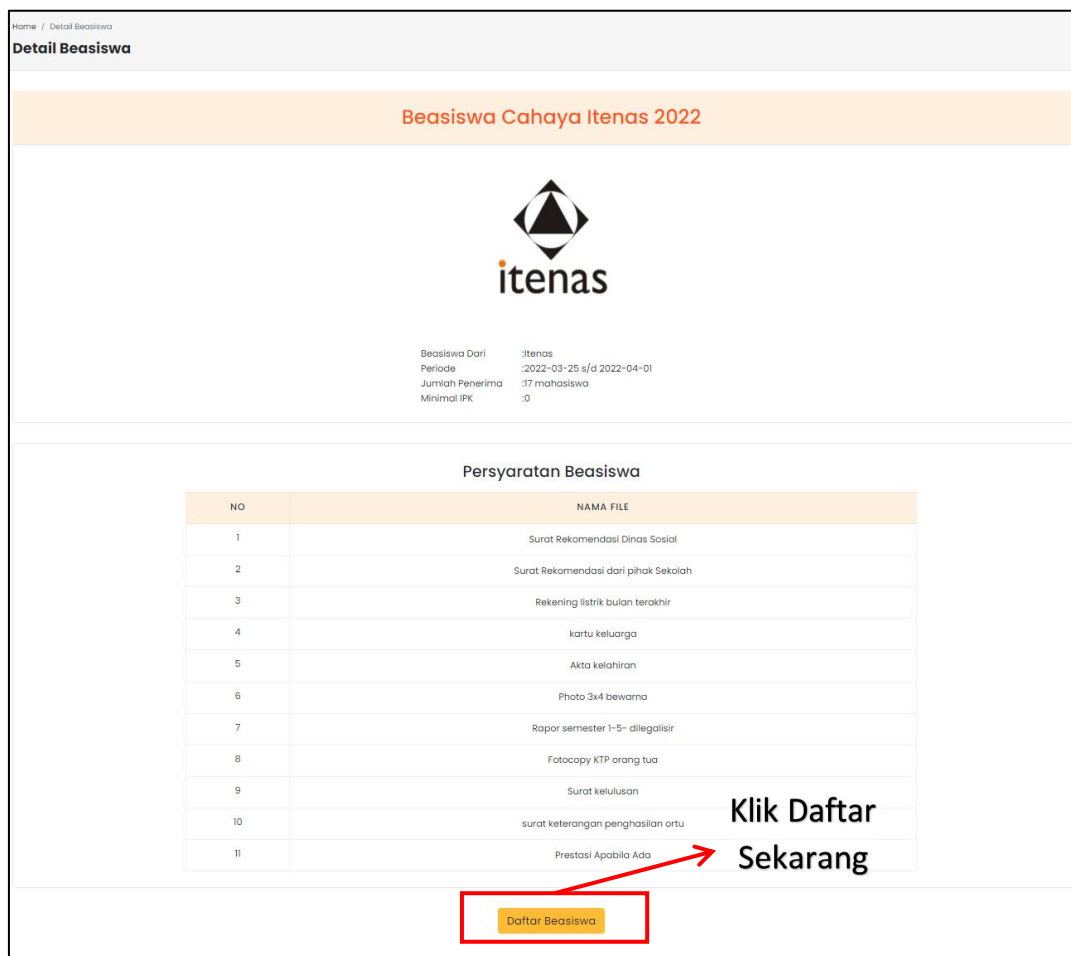 Home / Detail Beasiswa
Detail Beasiswa
Beasiswa Cahaya Itenas 2022
itenas
Beasiswa Dari :Itenas
Periode :2022-03-25 s/d 2022-04-01
Jumlah Penerima :17 mahasiswa
Minimal IPK :0
Persyaratan Beasiswa
NO NAMA FILE
1 Surat Rekomendasi Dinas Sosial
2 Surat Rekomendasi dari pihak Sekolah
3 Rekening listrik bulan terakhir
4 kartu keluarga
5 Akta kelahiran
6 Photo 3x4 bewarna
7 Rapor semester 1-5- dilegalisir
8 Fotocopy KTP orang tua
9 Surat kelulusan
10 surat keterangan penghasilan ortu
11 Prestasi Apabila Ada
Klik Daftar
Sekarang
Daftar Beasiswa